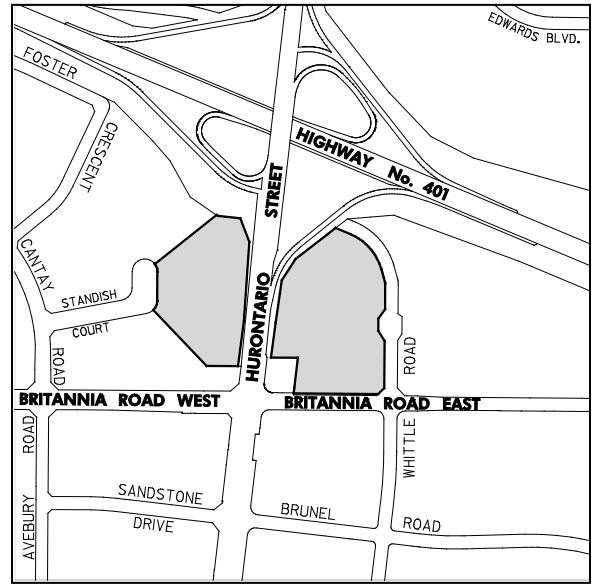 EDWARDS BLVD.
FOSTER
CRESCENT
HIGHWAY No. 401
HURONTARIO STREET
CANTAY
ROAD
STANDISH
COURT
ROAD
BRITANNIA ROAD WEST
BRITANNIA ROAD EAST
AVEBURY ROAD
WHITTLE
SANDSTONE
DRIVE
BRUNEL
ROAD